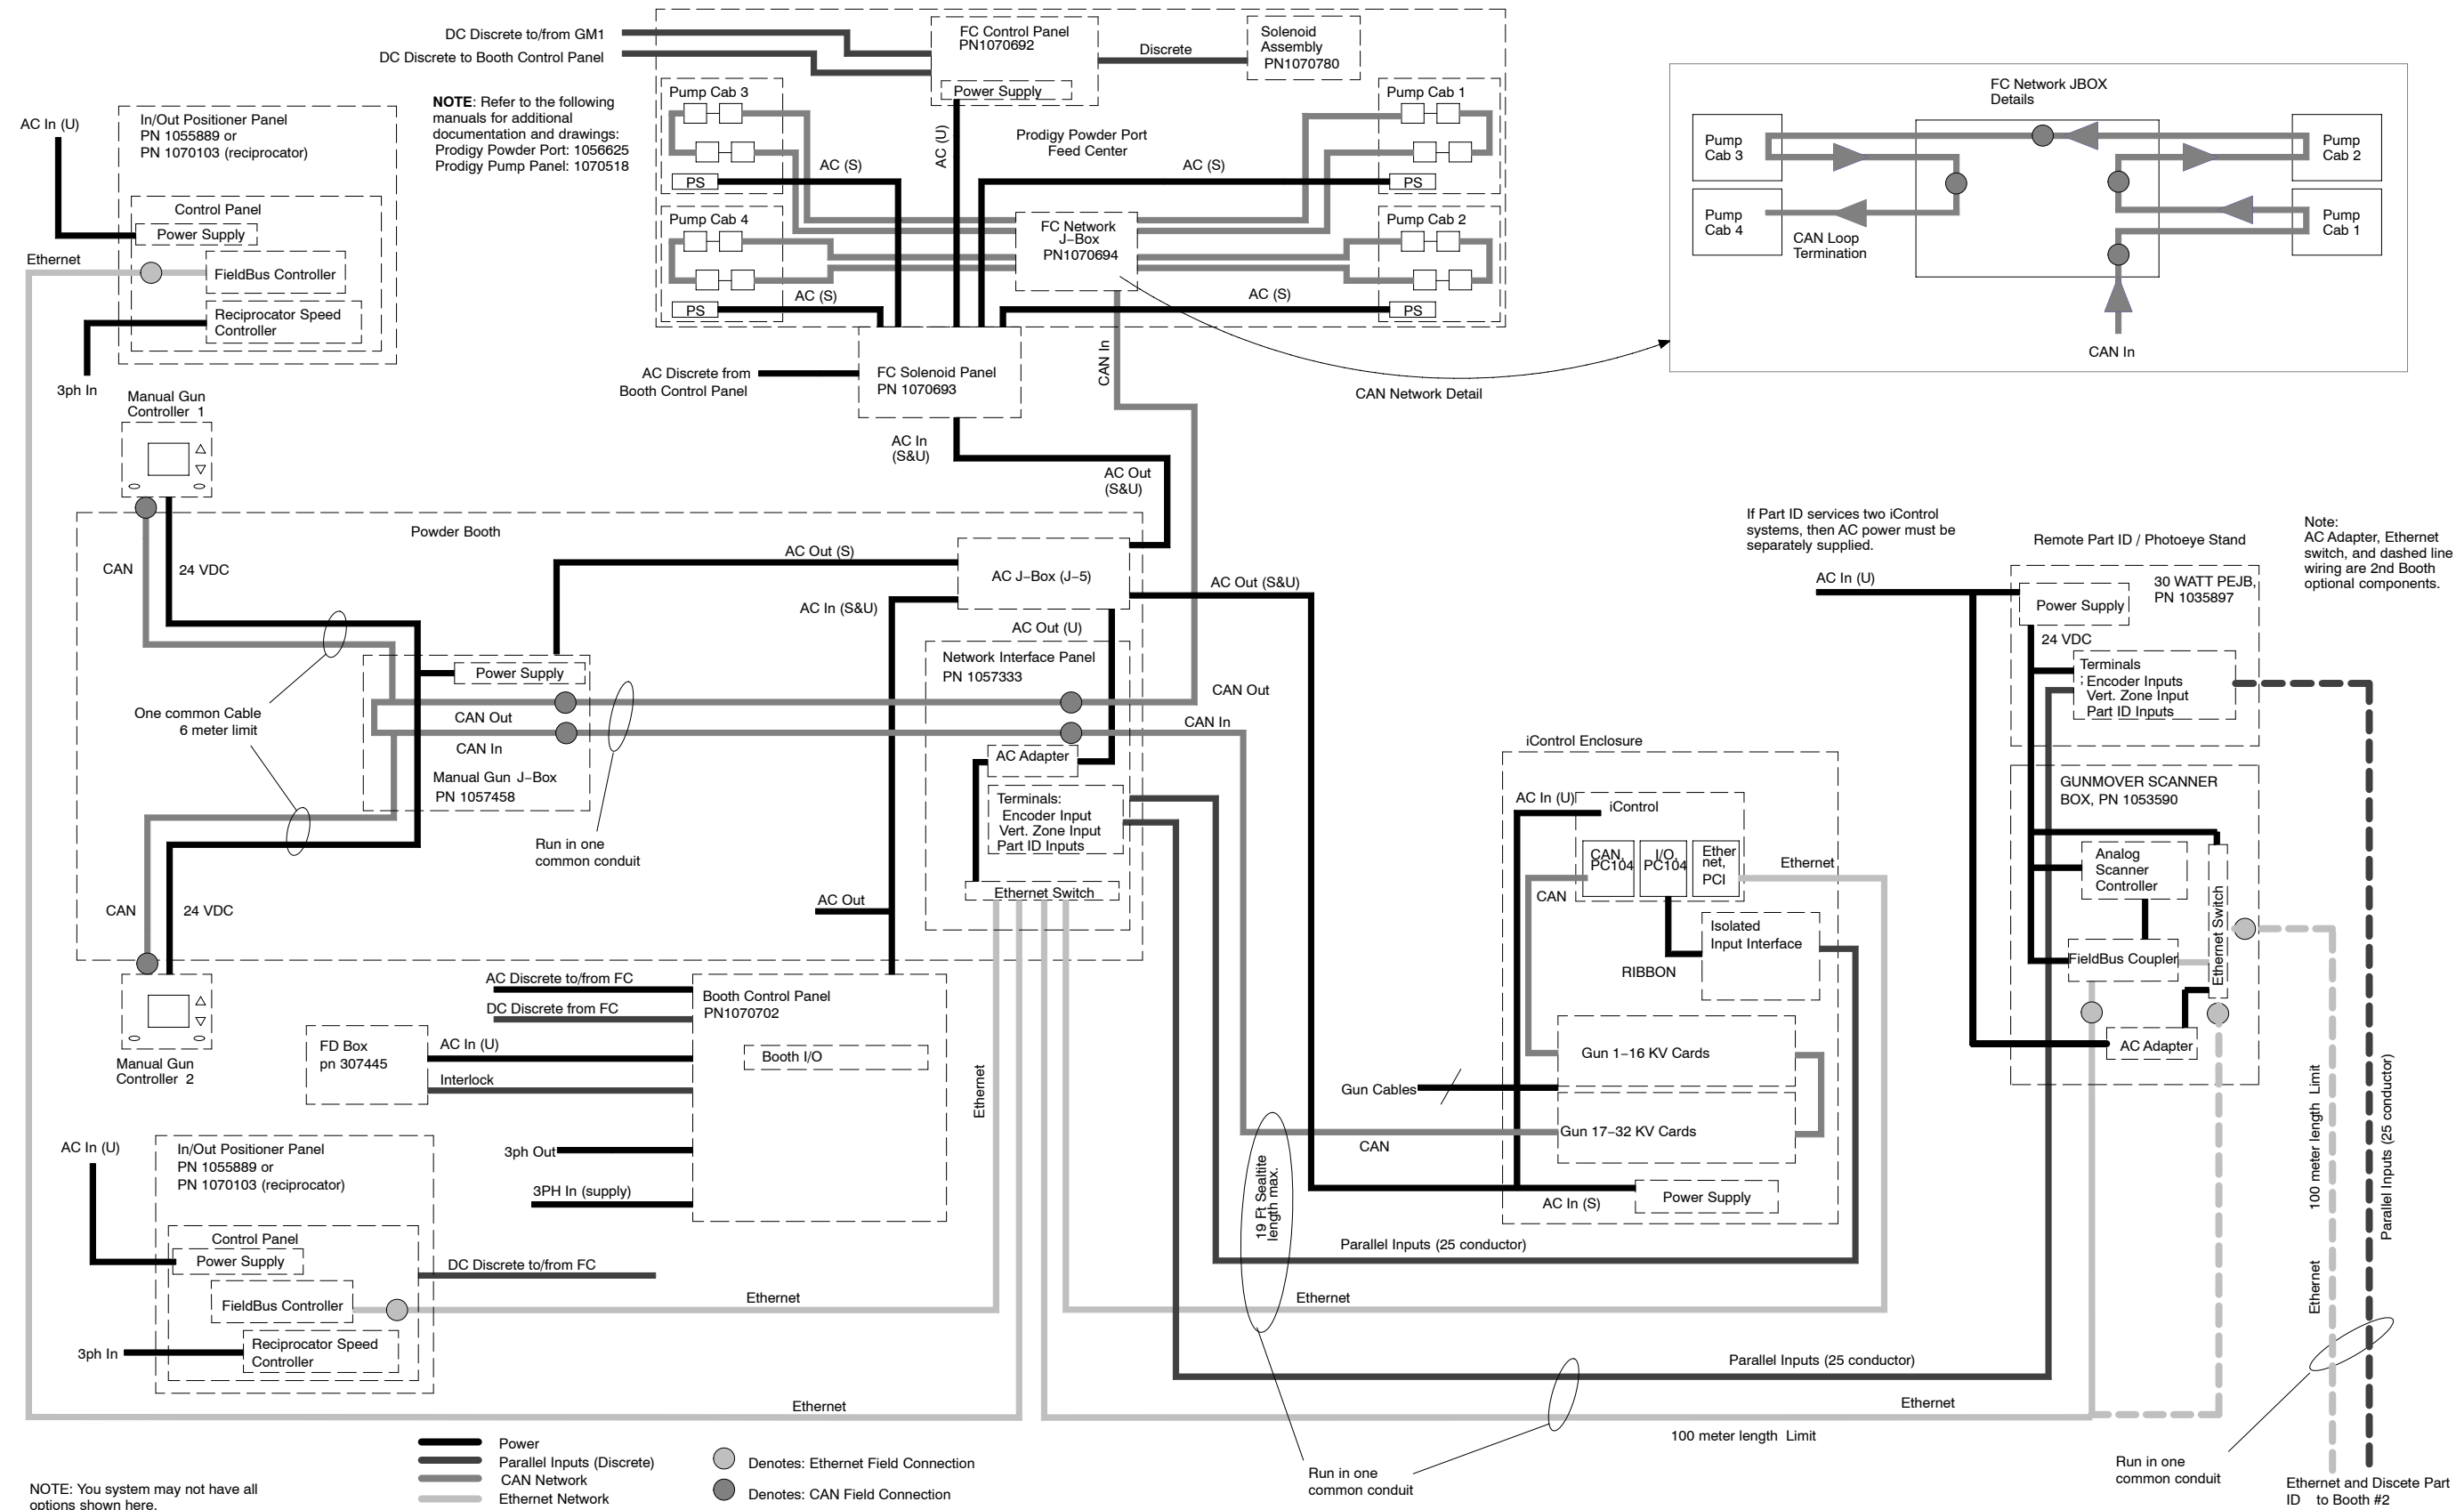 DC Discrete to/from GM1
DC Discrete to Booth Control Panel
FC Control Panel
PN1070692
Power Supply
Discrete
Solenoid
Assembly
PN1070780
NOTE: Refer to the following
manuals for additional
documentation and drawings:
Prodigy Powder Port: 1056625
Prodigy Pump Panel: 1070518
Pump Cab 3
PS
AC (S)
AC (U)
Prodigy Powder Port
Feed Center
AC (S)
Pump Cab 1
PS
Pump Cab 4
PS
AC (S)
FC Network
J-Box
PN1070694
AC (S)
Pump Cab 2
PS
FC Network JBOX
Details
Pump
Cab 3
Pump
Cab 2
Pump
Cab 4
Pump
Cab 1
CAN Loop
Termination
CAN In
CAN Network Detail
AC In (U)
In/Out Positioner Panel
PN 1055889 or
PN 1070103 (reciprocator)
Control Panel
Power Supply
Ethernet
FieldBus Controller
Reciprocator Speed
Controller
3ph In
AC Discrete from
Booth Control Panel
FC Solenoid Panel
PN 1070693
CAN In
AC In
(S&U)
AC Out
(S&U)
Manual Gun
Controller 1
Powder Booth
CAN
24 VDC
AC Out (S)
AC J-Box (J-5)
AC In (S&U)
AC Out (S&U)
AC Out (U)
Network Interface Panel
PN 1057333
Power Supply
CAN Out
CAN Out
CAN In
CAN In
One common Cable
6 meter limit
Manual Gun J-Box
PN 1057458
AC Adapter
Terminals:
Encoder Input
Vert. Zone Input
Part ID Inputs
Run in one
common conduit
Ethernet Switch
AC Out
CAN
24 VDC
Manual Gun
Controller 2
AC Discrete to/from FC
DC Discrete from FC
Booth Control Panel
PN1070702
Booth I/O
FD Box
pn 307445
AC In (U)
Interlock
3ph Out
3PH In (supply)
Ethernet
AC In (U)
In/Out Positioner Panel
PN 1055889 or
PN 1070103 (reciprocator)
Control Panel
Power Supply
DC Discrete to/from FC
FieldBus Controller
Ethernet
Reciprocator Speed
Controller
3ph In
Ethernet
iControl Enclosure
AC In (U)
iControl
CAN,
PC104
I/O,
PC104
Ether
net,
PCI
Ethernet
CAN
Isolated
Input Interface
RIBBON
Gun 1-16 KV Cards
Gun Cables
Gun 17-32 KV Cards
CAN
AC In (S)
Power Supply
19 Ft Sealtite
length max.
Parallel Inputs (25 conductor)
Ethernet
Parallel Inputs (25 conductor)
Ethernet
100 meter length Limit
Run in one
common conduit
If Part ID services two iControl
systems, then AC power must be
separately supplied.
Remote Part ID / Photoeye Stand
Note:
AC Adapter, Ethernet
switch, and dashed line
wiring are 2nd Booth
optional components.
AC In (U)
30 WATT PEJB,
PN 1035897
Power Supply
24 VDC
Terminals
: Encoder Inputs
Vert. Zone Input
Part ID Inputs
GUNMOVER SCANNER
BOX, PN 1053590
Analog
Scanner
Controller
Ethernet Switch
FieldBus Coupler
AC Adapter
Ethernet 100 meter length Limit
Parallel Inputs (25 conductor)
Run in one
common conduit
Ethernet and Discete Part
ID to Booth #2
Power
Parallel Inputs (Discrete)
CAN Network
Ethernet Network
Denotes: Ethernet Field Connection
Denotes: CAN Field Connection
NOTE: You system may not have all
options shown here.